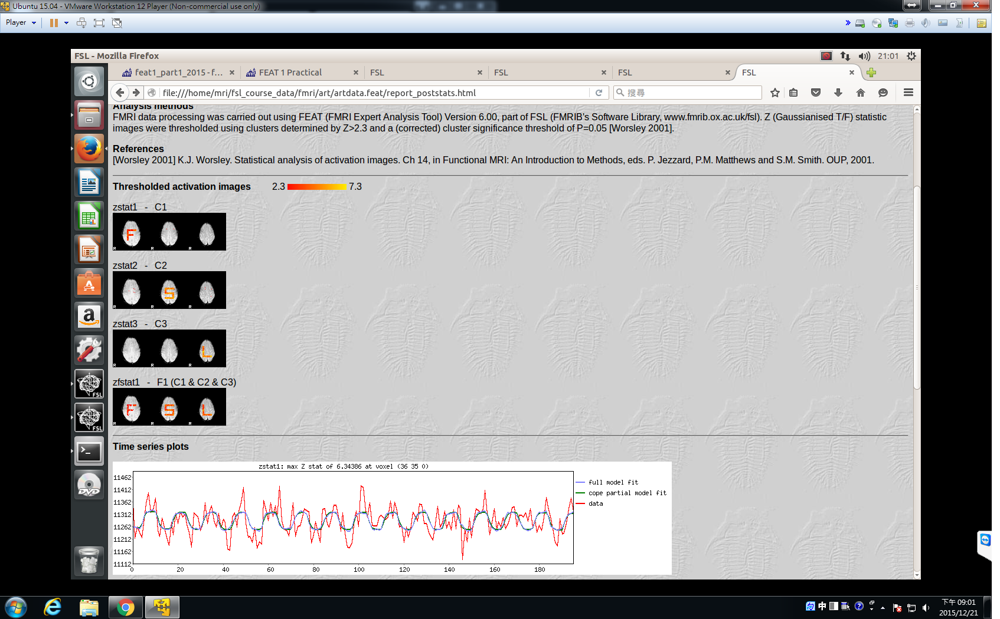 Ubuntu 15.04 - VMware Workstation 12 Player (Non-commercial use only)
Player
FSL - Mozilla Firefox
21:01
feat1_part1_2015 - f...
FEAT 1 Practical
FSL
FSL
FSL
FSL
file:///home/mri/fsl_course_data/fmri/art/artdata.feat/report_poststats.html
搜尋
Analysis methods
FMRI data processing was carried out using FEAT (FMRI Expert Analysis Tool) Version 6.00, part of FSL (FMRIB's Software Library, www.fmrib.ox.ac.uk/fsl). Z (Gaussianised T/F) statistic
images were thresholded using clusters determined by Z>2.3 and a (corrected) cluster significance threshold of P=0.05 [Worsley 2001].
References
[Worsley 2001] K.J. Worsley. Statistical analysis of activation images. Ch 14, in Functional MRI: An Introduction to Methods, eds. P. Jezzard, P.M. Matthews and S.M. Smith. OUP, 2001.
Thresholded activation images 2.3 7.3
zstat1 - C1
F
R R R
zstat2 - C2
S
R R R
zstat3 - C3
L
R R R
zfstat1 - F1 (C1 & C2 & C3)
F S L
R R R
Time series plots
zstat1: max Z stat of 6.34386 at voxel (36 35 0)
11462
11412
11362
11312
11262
11212
11162
11112
0 20 40 60 80 100 120 140 160 180
full model fit
cope partial model fit
data
FSL
FSL
DVD
中
下午 09:01
2015/12/21